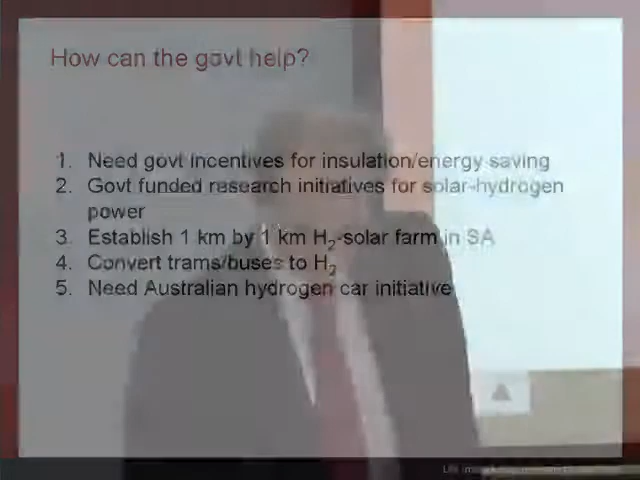 How can the govt help?
1. Need govt incentives for insulation/energy saving
2. Govt funded research initiatives for solar-hydrogen
power
3. Establish 1 km by 1 km H₂-solar farm in SA
4. Convert trams/buses to H₂
5. Need Australian hydrogen car initiative